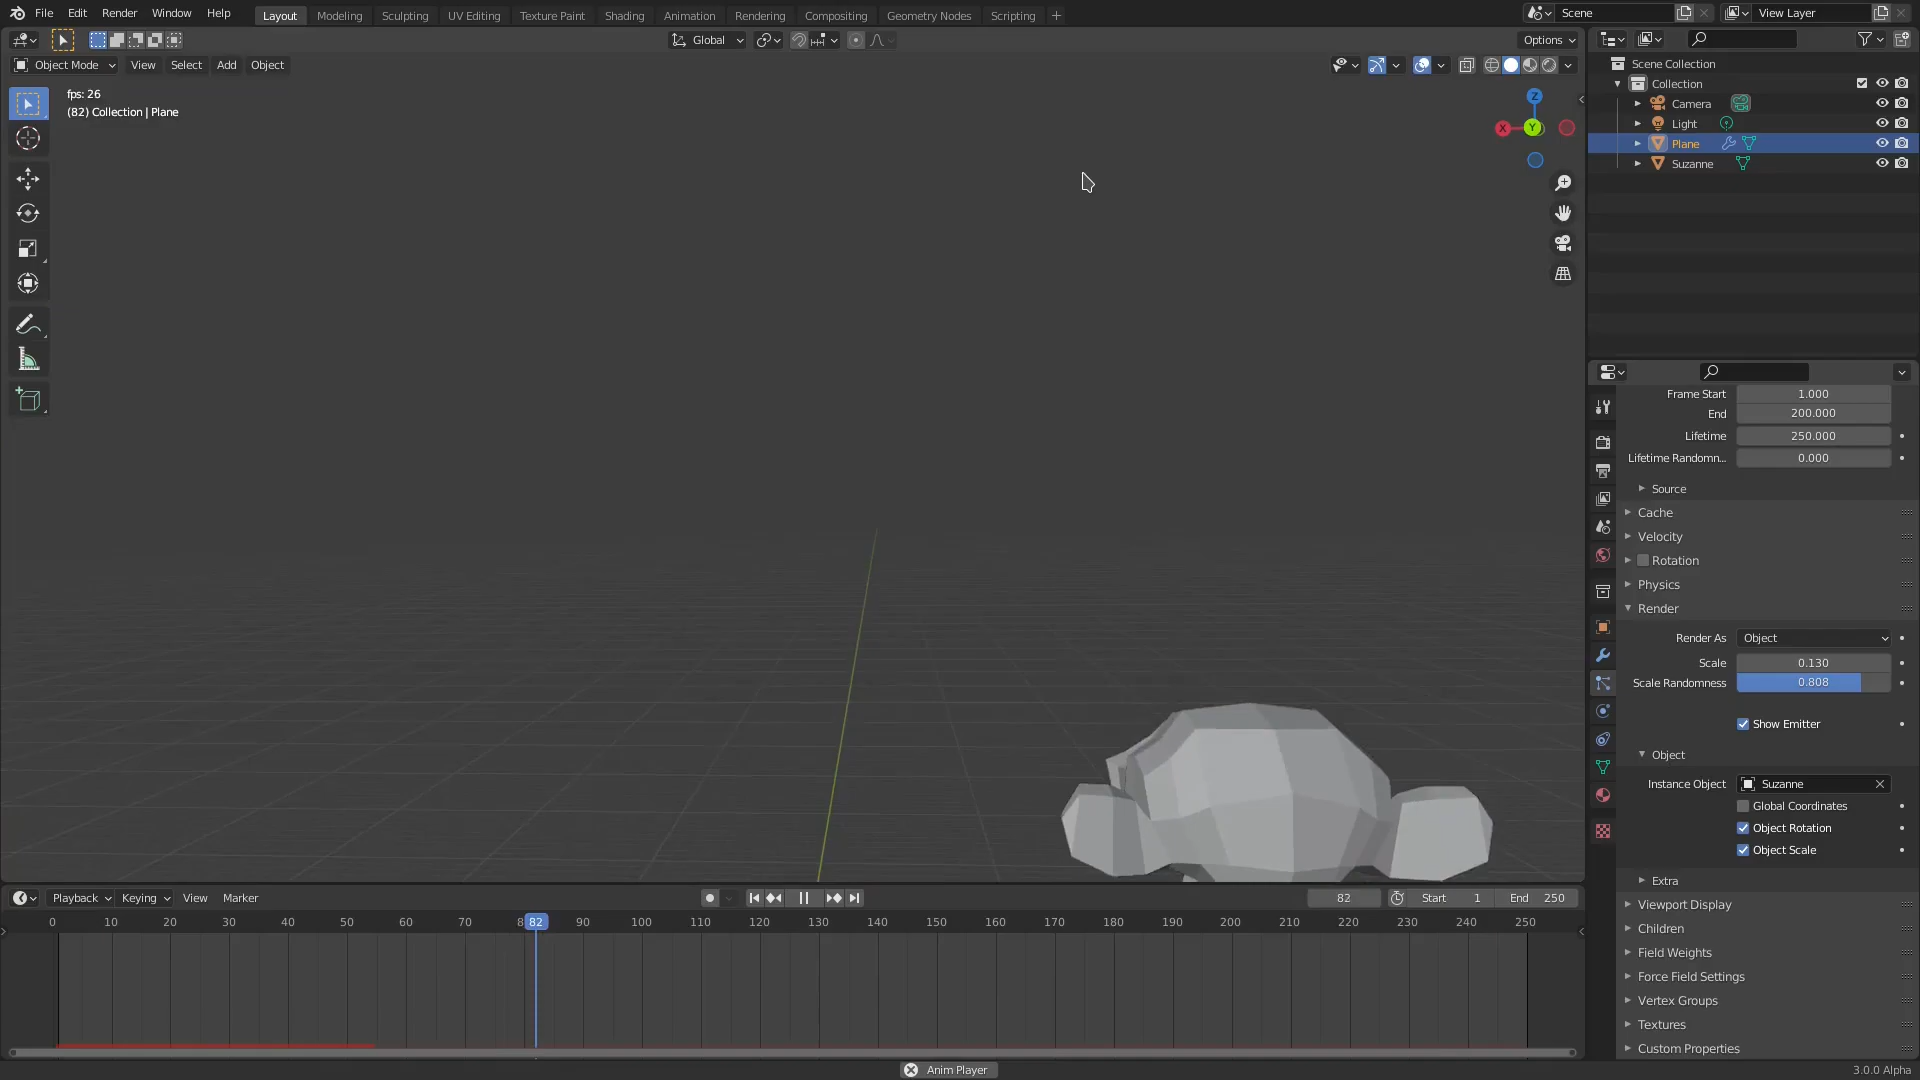 File Edit Render Window Help
Layout Modeling Sculpting UV Editing Texture Paint Shading Animation Rendering Compositing Geometry Nodes Scripting +
Scene
View Layer
Global
Options
Object Mode View Select Add Object
fps: 26
(82) Collection | Plane
Z
X
Y
Scene Collection
Collection
Camera
Light
Plane
Suzanne
Frame Start 1.000
End 200.000
Lifetime 250.000
Lifetime Randomn... 0.000
Source
Cache
Velocity
Rotation
Physics
Render
Render As Object
Scale 0.130
Scale Randomness 0.808
Show Emitter
Object
Instance Object Suzanne
Global Coordinates
Object Rotation
Object Scale
Extra
Viewport Display
Children
Field Weights
Force Field Settings
Vertex Groups
Textures
Custom Properties
Playback Keying View Marker
82
Start 1
End 250
0 10 20 30 40 50 60 70 8 82 90 100 110 120 130 140 150 160 170 180 190 200 210 220 230 240 250
Anim Player
3.0.0 Alpha